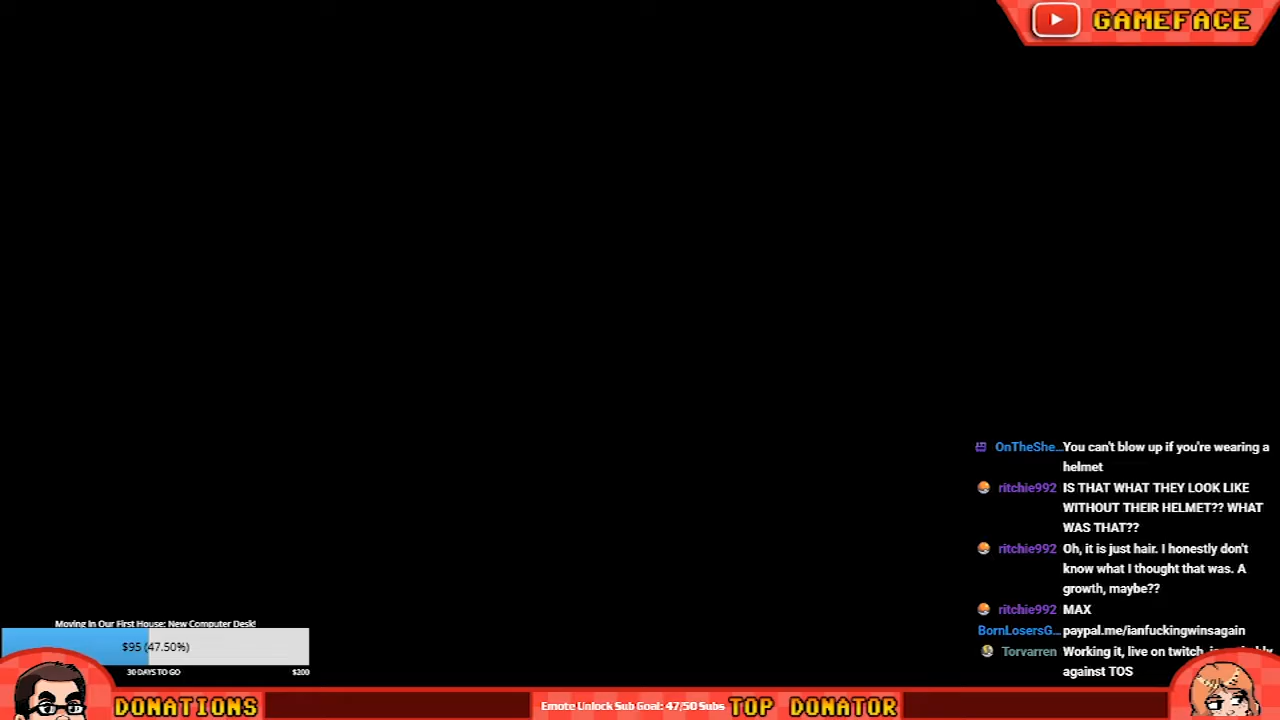 GAMEFACE
OnTheShe... You can't blow up if you're wearing a
helmet
ritchie992 IS THAT WHAT THEY LOOK LIKE
WITHOUT THEIR HELMET?? WHAT
WAS THAT??
ritchie992 Oh, it is just hair. I honestly don't
know what I thought that was. A
growth, maybe??
ritchie992 MAX
BornLosersG... paypal.me/ianfuckingwinsagain
Torvarren Working it, live on twitch,
against TOS
Moving In Our First House: New Computer Desk!
$95 (47.50%)
30 DAYS TO GO $200
DONATIONS
Emote Unlock Sub Goal: 47/50 Subs
TOP DONATOR